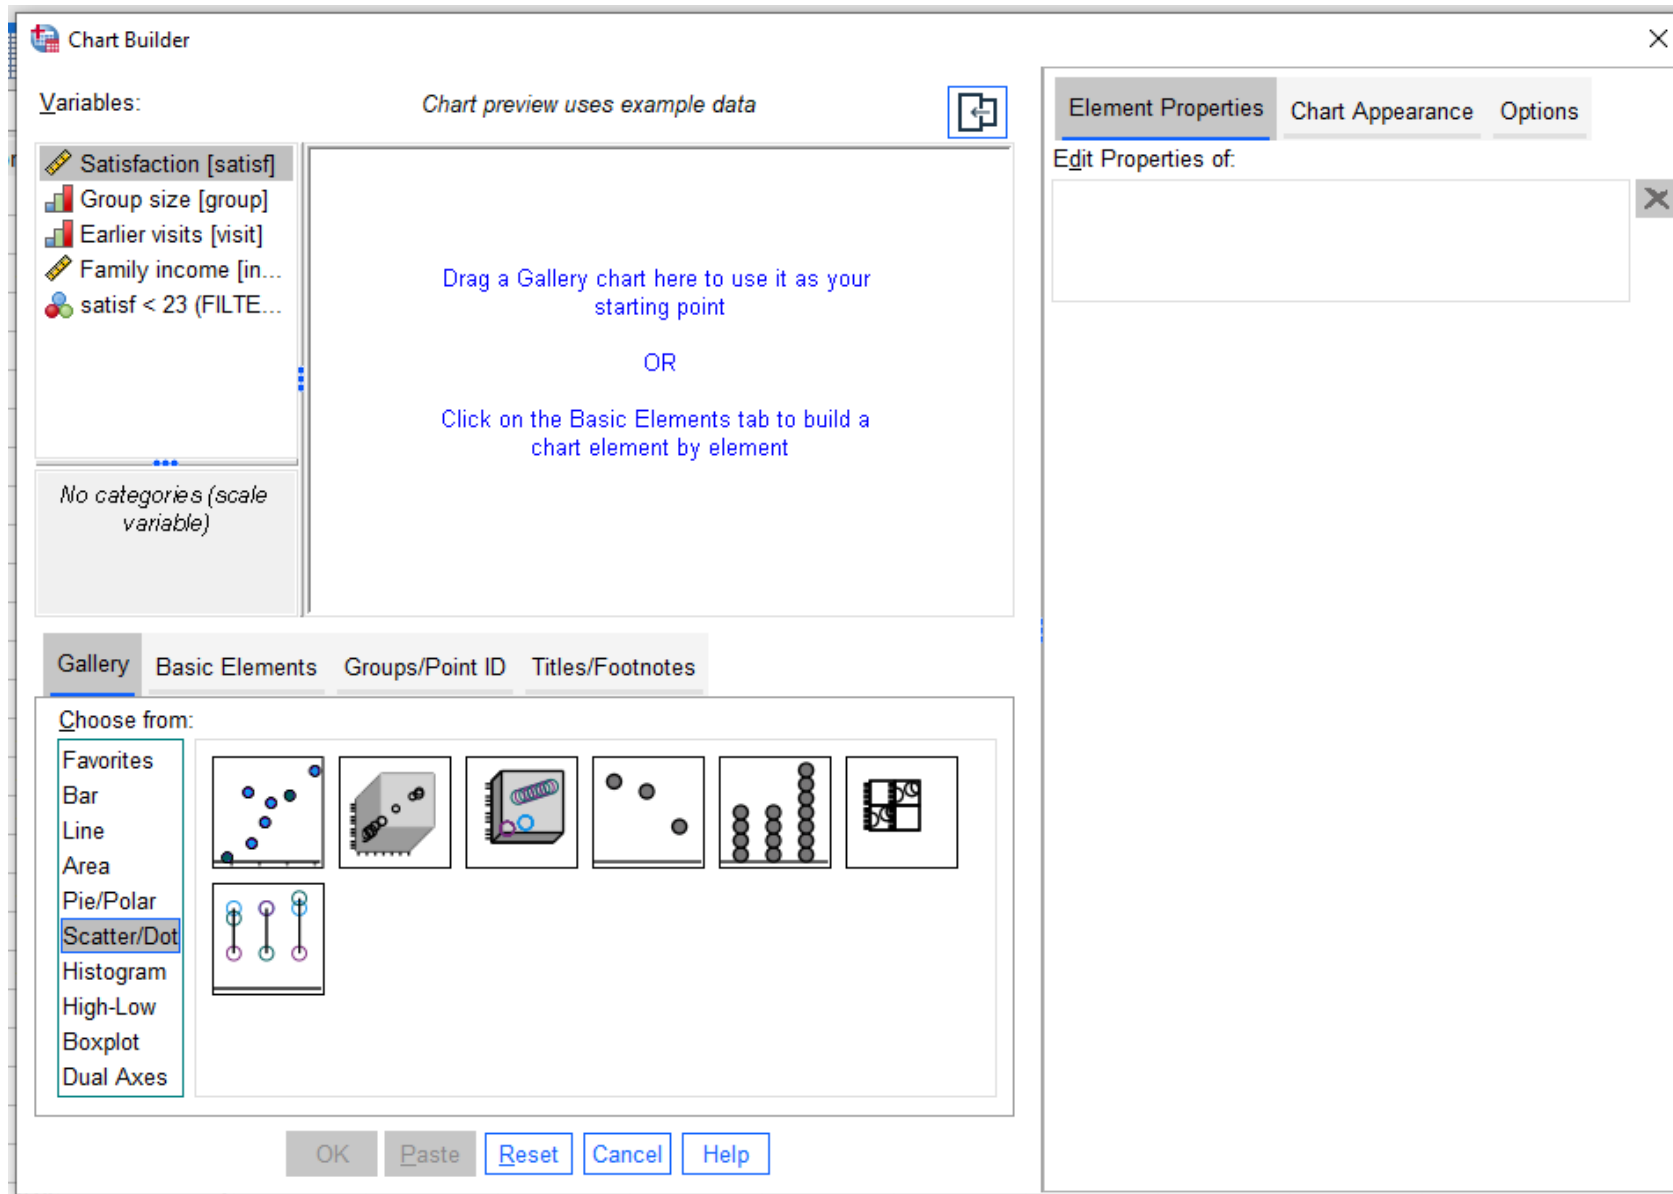 Chart Builder
Variables:
Chart preview uses example data
Satisfaction [satisf]
Group size [group]
Earlier visits [visit]
Family income [in...
satisf < 23 (FILTE...
No categories (scale
variable)
Drag a Gallery chart here to use it as your
starting point
OR
Click on the Basic Elements tab to build a
chart element by element
Gallery Basic Elements Groups/Point ID Titles/Footnotes
Choose from:
Favorites
Bar
Line
Area
Pie/Polar
Scatter/Dot
Histogram
High-Low
Boxplot
Dual Axes
OK Paste Reset Cancel Help
Element Properties Chart Appearance Options
Edit Properties of: